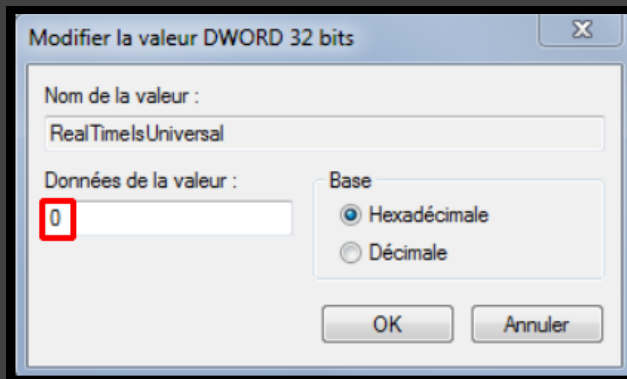 Modifier la valeur DWORD 32 bits
Nom de la valeur :
RealTimeIsUniversal
Données de la valeur :
0
Base
Hexadécimale
Décimale
OK
Annuler